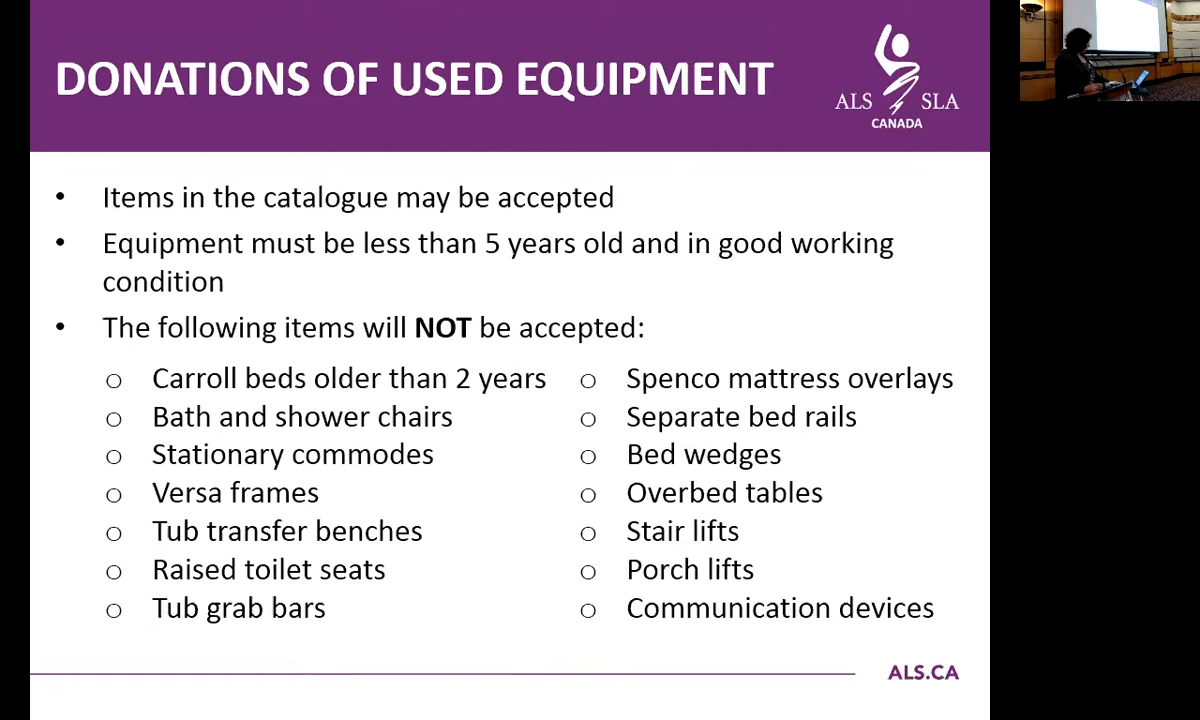 DONATIONS OF USED EQUIPMENT
ALS SLA
CANADA
• Items in the catalogue may be accepted
• Equipment must be less than 5 years old and in good working
condition
• The following items will NOT be accepted:
o Carroll beds older than 2 years
o Bath and shower chairs
o Stationary commodes
o Versa frames
o Tub transfer benches
o Raised toilet seats
o Tub grab bars
o Spenco mattress overlays
o Separate bed rails
o Bed wedges
o Overbed tables
o Stair lifts
o Porch lifts
o Communication devices
ALS.CA